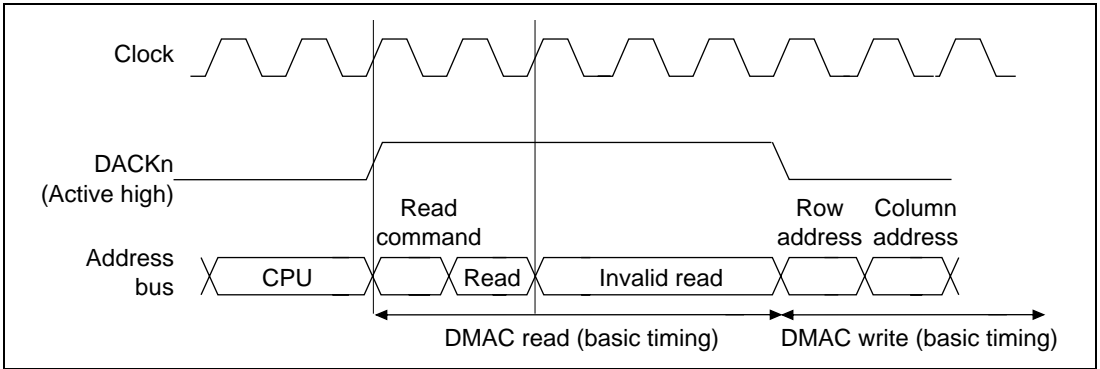 Clock
DACKn
(Active high)
Read
command
Row
address
Column
address
Address
bus
CPU
Read
Invalid read
DMAC read (basic timing)
DMAC write (basic timing)